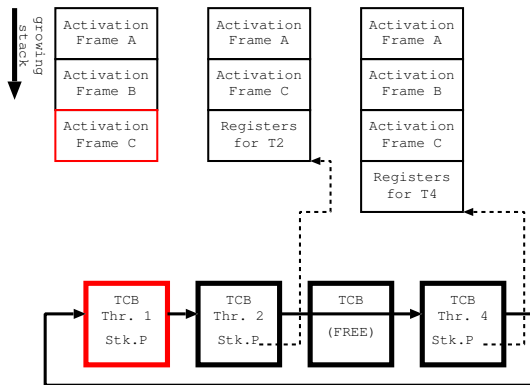 growing
stack
Activation
Frame A
Activation
Frame B
Activation
Frame C
Activation
Frame A
Activation
Frame C
Registers
for T2
Activation
Frame A
Activation
Frame B
Activation
Frame C
Registers
for T4
TCB
Thr. 1
Stk.P
TCB
Thr. 2
Stk.P
TCB
(FREE)
TCB
Thr. 4
Stk.P